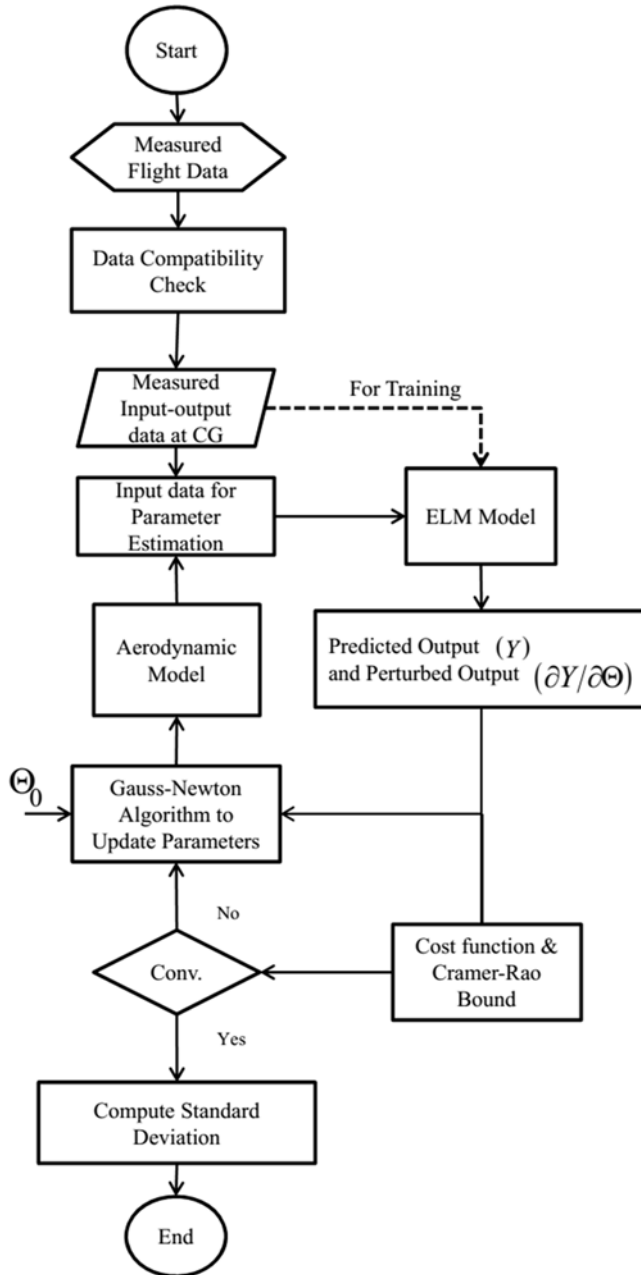 Start
Measured
Flight Data
Data Compatibility
Check
Measured
Input-output
data at CG
For Training
Input data for
Parameter
Estimation
ELM Model
Aerodynamic
Model
Predicted Output (Y)
and Perturbed Output (∂Y/∂Θ)
Θ₀
Gauss-Newton
Algorithm to
Update Parameters
No
Conv.
Cost function &
Cramer-Rao
Bound
Yes
Compute Standard
Deviation
End